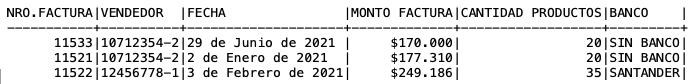 NRO.FACTURA|VENDEDOR  |FECHA                |MONTO FACTURA|CANTIDAD PRODUCTOS|BANCO    |
-----------|----------|---------------------|-------------|------------------|---------+
      11533|10712354-2|29 de Junio de 2021  |     $170.000|                20|SIN BANCO|
      11521|10712354-2|2 de Enero de 2021   |     $177.310|                20|SIN BANCO|
      11522|12456778-1|3 de Febrero de 2021|     $249.186|                35|SANTANDER|